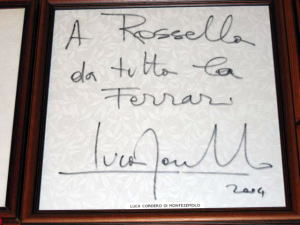 A Rossella
da tutta la
Ferrari
2004
LUCA CORDERO DI MONTEZEMOLO